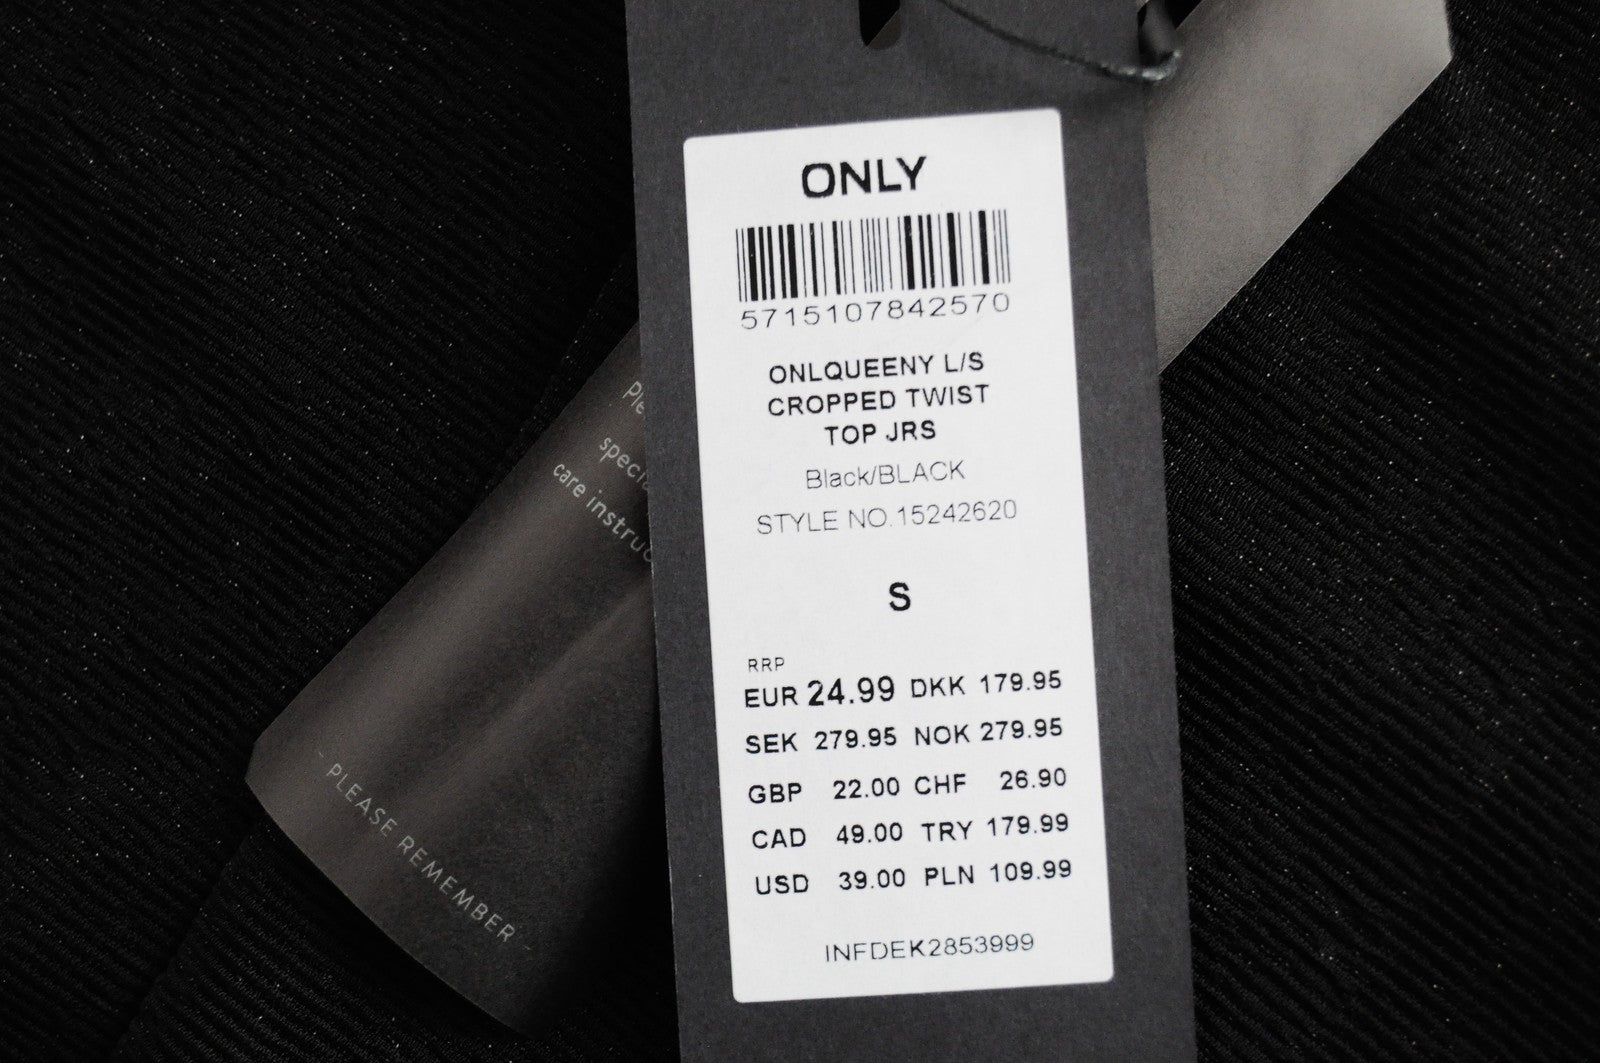 ONLY
5715107842570
ONLQUEENY L/S
CROPPED TWIST
TOP JRS
Black/BLACK
STYLE NO.15242620
S
RRP
EUR 24.99 DKK 179.95
SEK 279.95 NOK 279.95
GBP 22.00 CHF 26.90
CAD 49.00 TRY 179.99
USD 39.00 PLN 109.99
INFDEK2853999
care
- PLEASE REMEMBER -